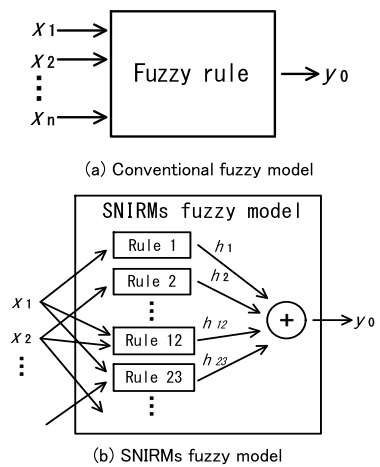 x1
x2
⋮
xn
Fuzzy rule
y0
(a) Conventional fuzzy model
SNIRMs fuzzy model
Rule 1
h1
Rule 2
h2
⋮
x1
x2
⋮
Rule 12
h12
+
y0
Rule 23
h23
⋮
(b) SNIRMs fuzzy model